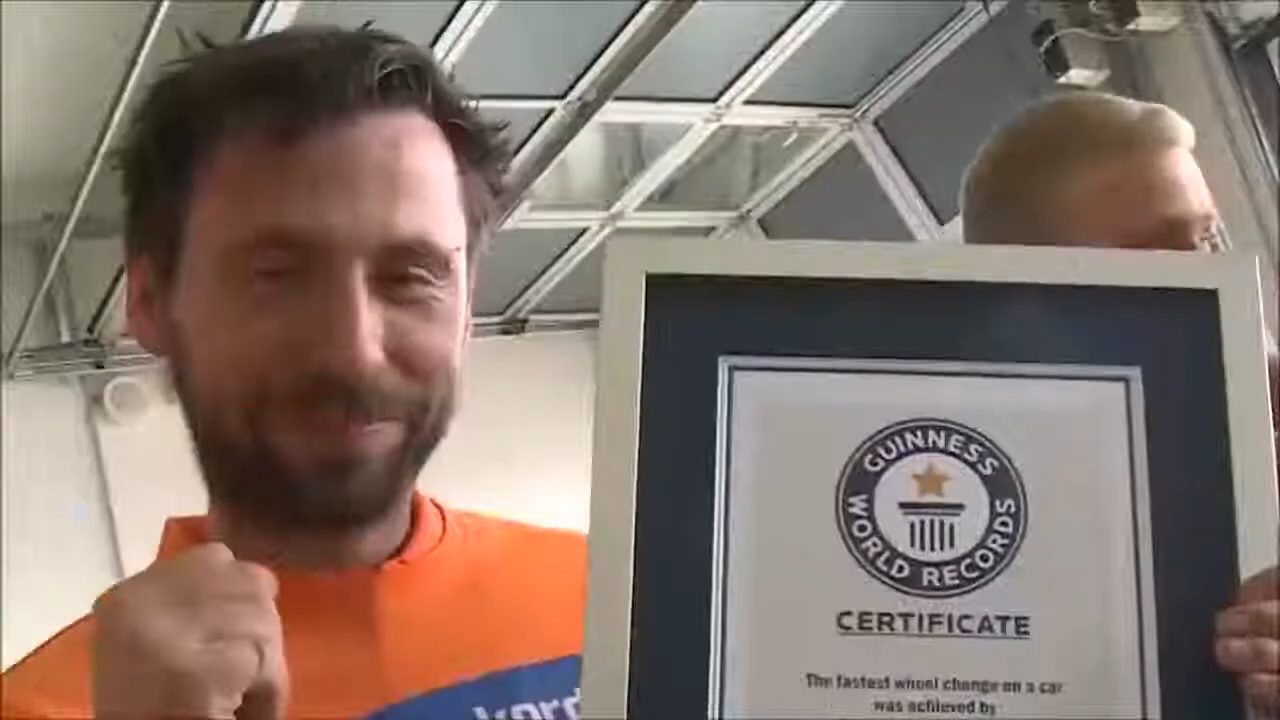 GUINNESS
WORLD RECORDS
CERTIFICATE
The fastest wheel change on a car
was achieved by